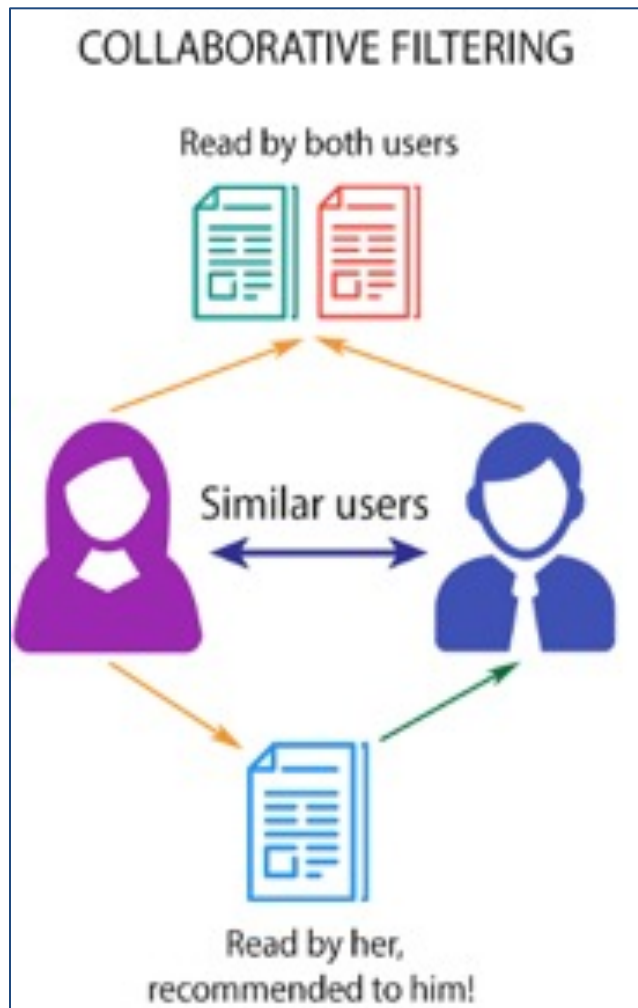 COLLABORATIVE FILTERING
Read by both users
Similar users
Read by her,
recommended to him!